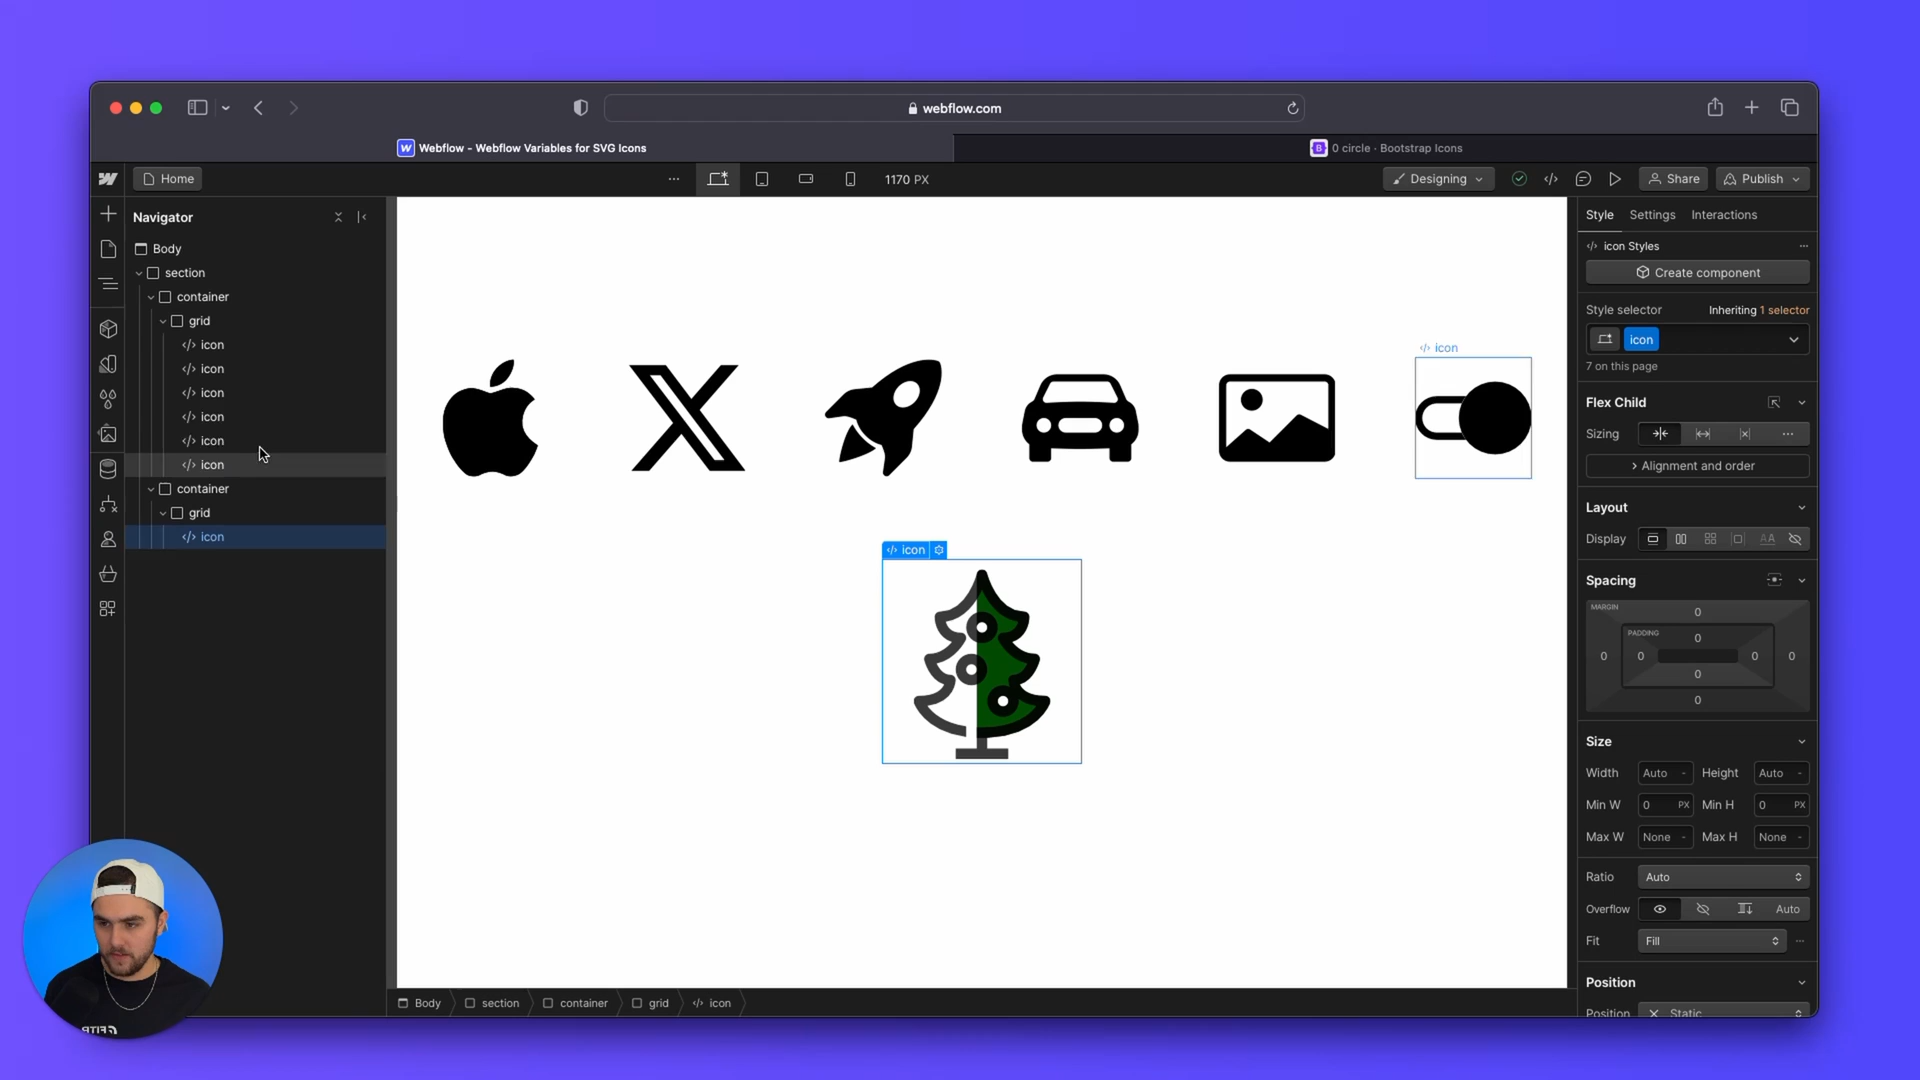 webflow.com
W Webflow - Webflow Variables for SVG Icons
B 0 circle · Bootstrap Icons
Home
1170 PX
Designing
Share
Publish
Navigator
Body
section
container
grid
icon
icon
icon
icon
icon
icon
container
grid
icon
icon
icon
Style Settings Interactions
icon Styles
Create component
Style selector Inheriting 1 selector
icon
7 on this page
Flex Child
Sizing
Alignment and order
Layout
Display
AA
Spacing
MARGIN
0
PADDING
0
0 0 0 0
0
0
Size
Width Auto - Height Auto -
Min W 0 PX Min H 0 PX
Max W None - Max H None -
Ratio Auto
Overflow Auto
Fit Fill
Position
Position Static
Body section container grid icon